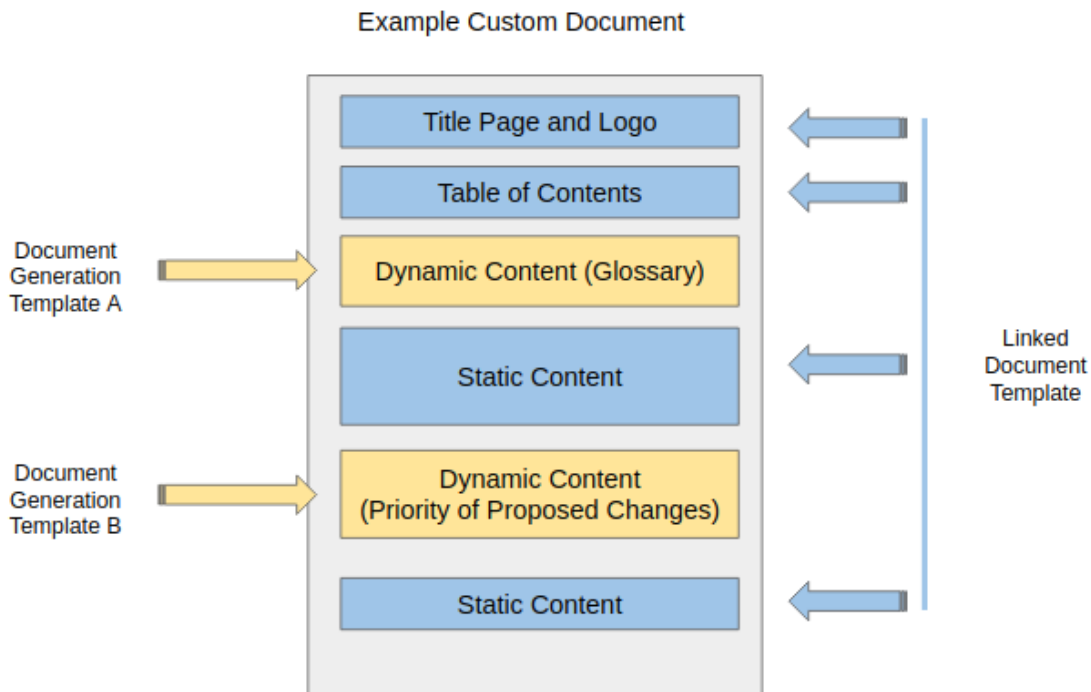 Example Custom Document
Title Page and Logo
Table of Contents
Document
Generation
Template A
Dynamic Content (Glossary)
Static Content
Linked
Document
Template
Document
Generation
Template B
Dynamic Content
(Priority of Proposed Changes)
Static Content